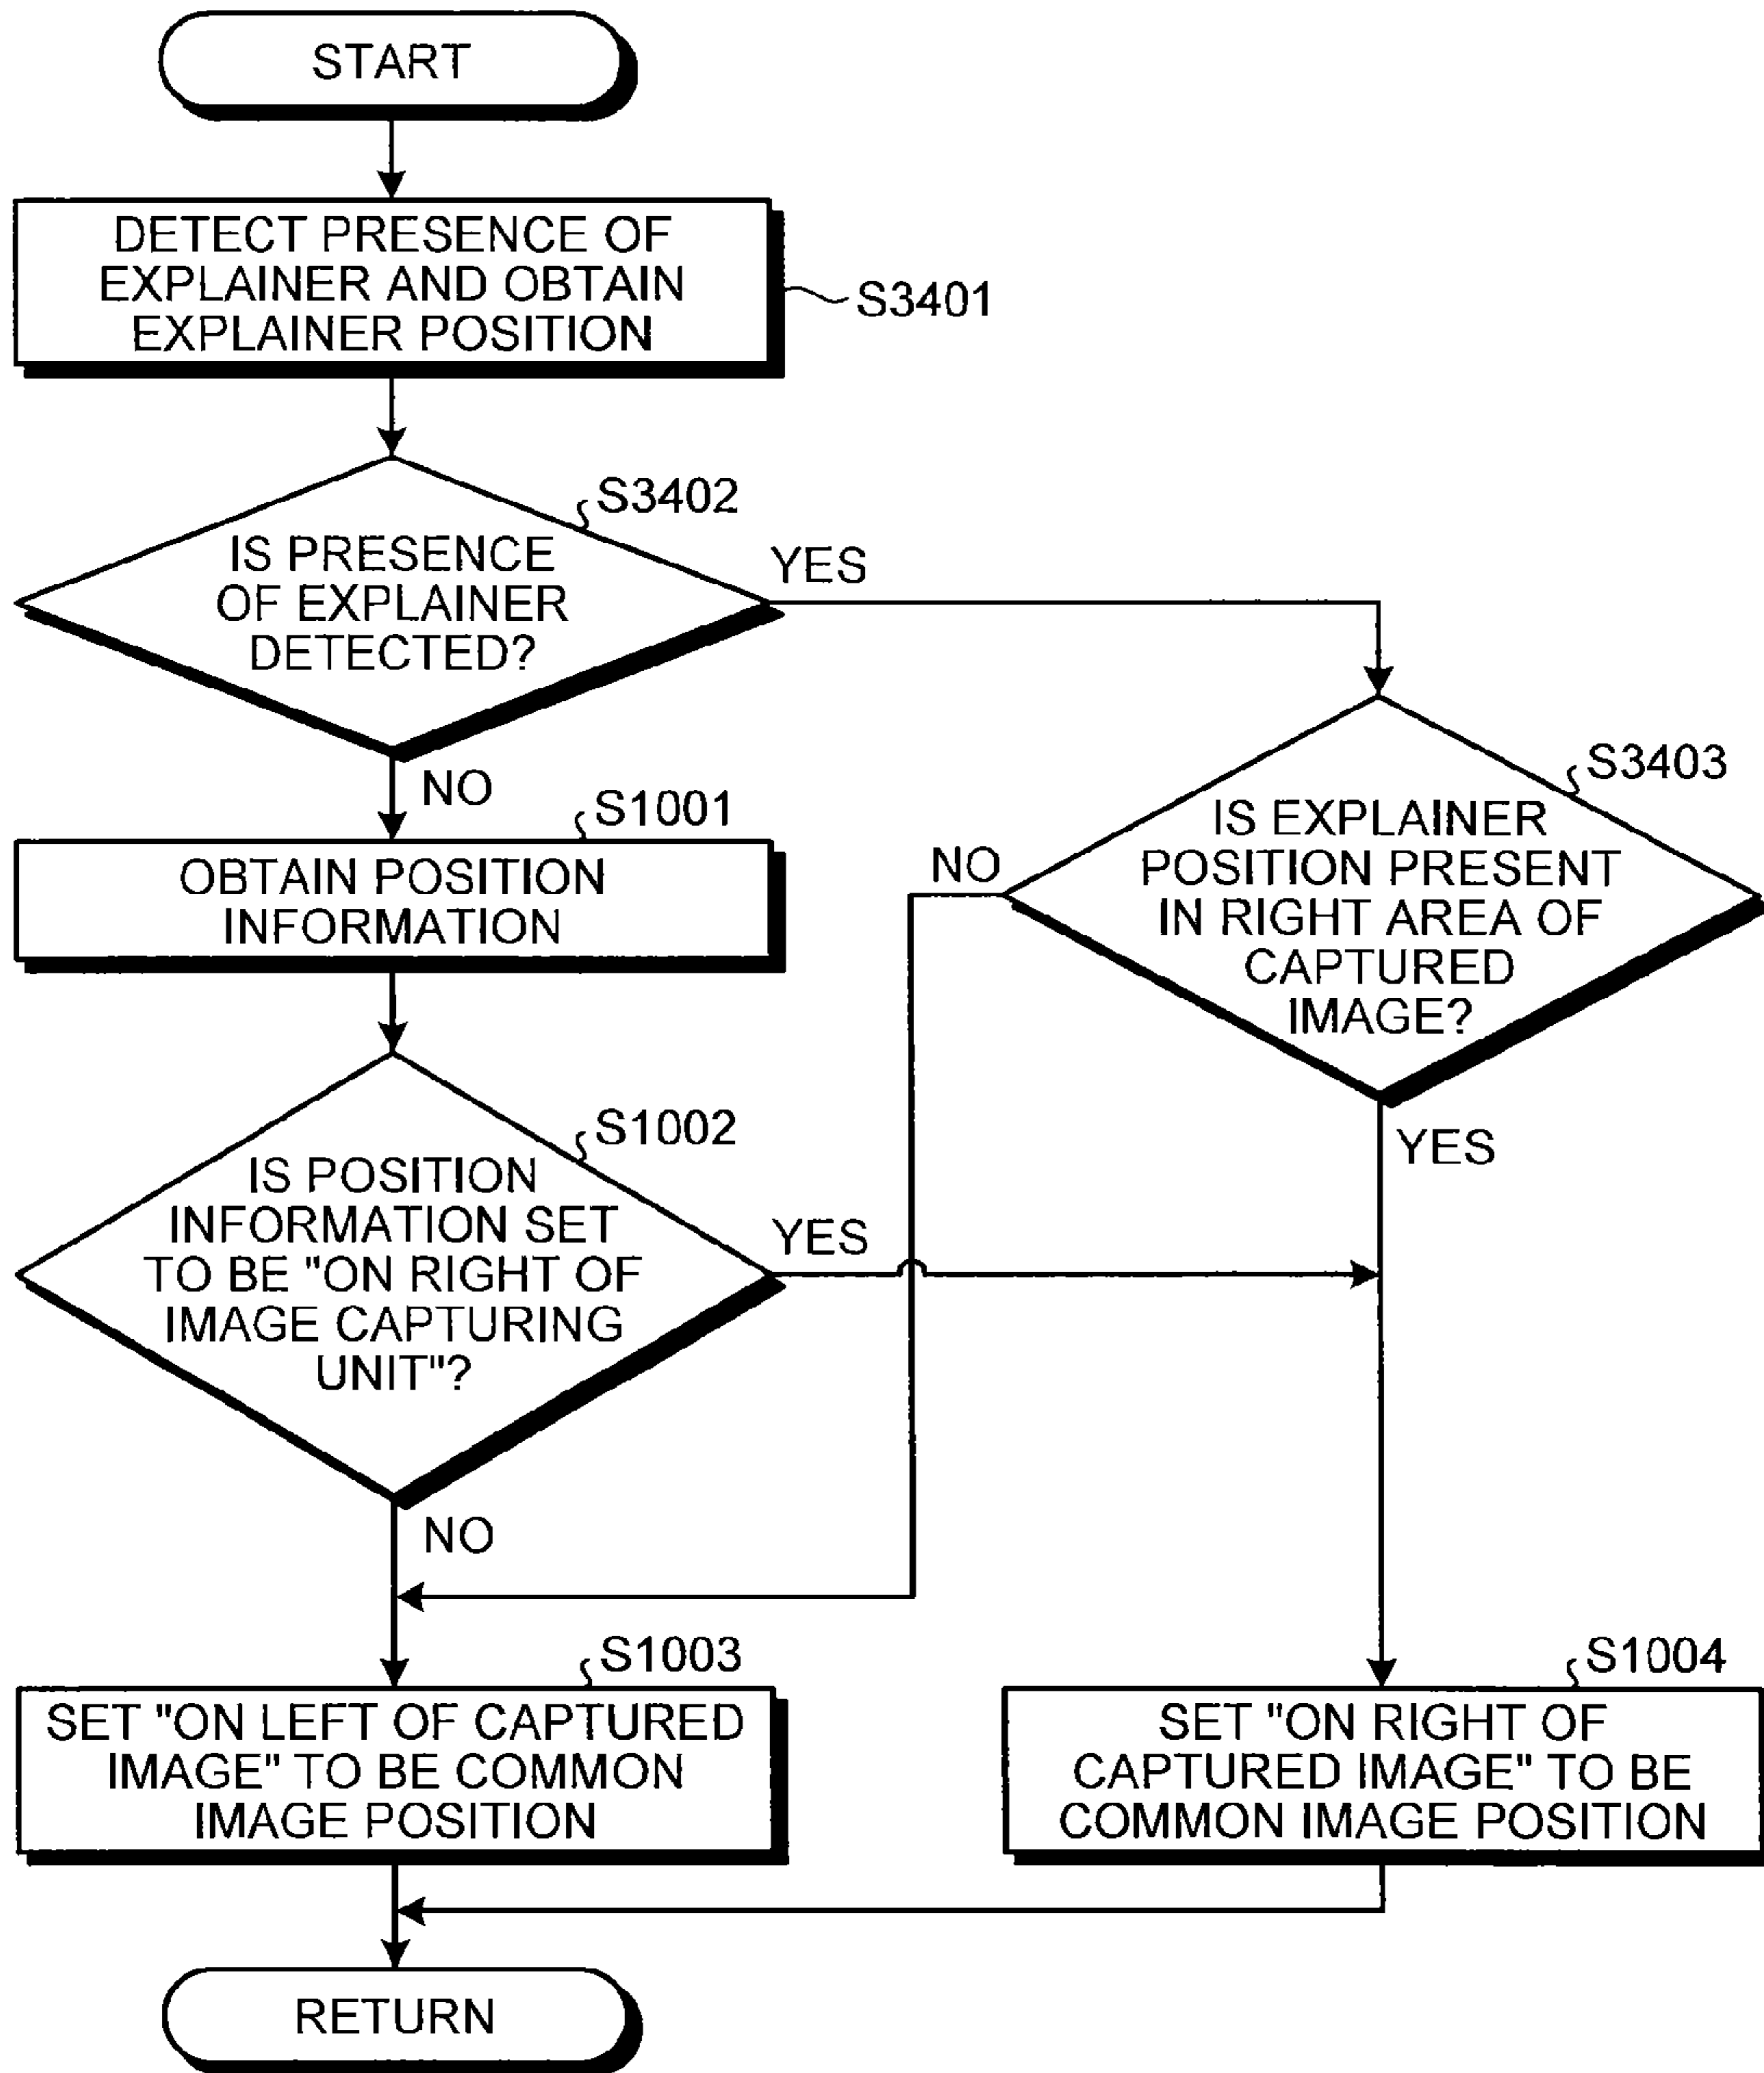 START
DETECT PRESENCE OF
EXPLAINER AND OBTAIN
EXPLAINER POSITION
S3401
S3402
IS PRESENCE
OF EXPLAINER
DETECTED?
YES
NO
S3403
IS EXPLAINER
POSITION PRESENT
IN RIGHT AREA OF
CAPTURED
IMAGE?
NO
YES
S1001
OBTAIN POSITION
INFORMATION
S1002
IS POSITION
INFORMATION SET
TO BE "ON RIGHT OF
IMAGE CAPTURING
UNIT"?
YES
NO
S1003
SET "ON LEFT OF CAPTURED
IMAGE" TO BE COMMON
IMAGE POSITION
S1004
SET "ON RIGHT OF
CAPTURED IMAGE" TO BE
COMMON IMAGE POSITION
RETURN